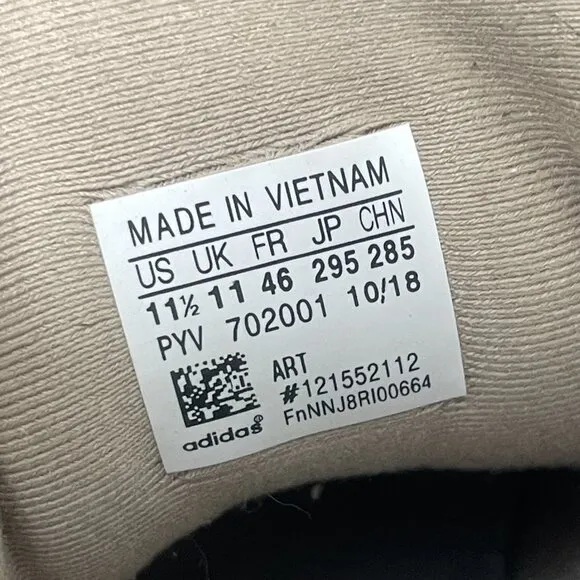 MADE IN VIETNAM
US UK FR JP CHN
11½ 11 46 295 285
PYV 702001 10/18
ART
#121552112
FnNNJ8RI00664
adidas®